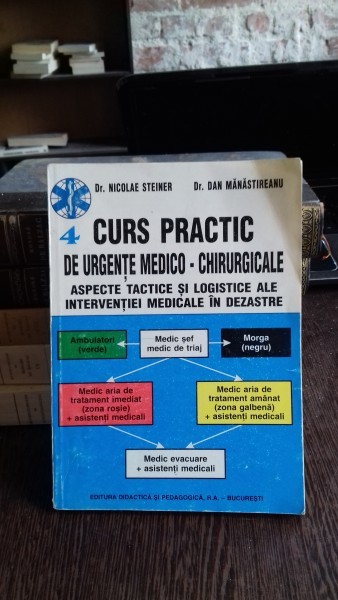 Dr. NICOLAE STEINER
Dr. DAN MĂNĂSTIREANU
4
CURS PRACTIC
DE URGENȚE MEDICO - CHIRURGICALE
ASPECTE TACTICE ȘI LOGISTICE ALE
INTERVENȚIEI MEDICALE ÎN DEZASTRE
Ambulatori
(verde)
Medic șef
medic de triaj
Morga
(negru)
Medic aria de
tratament imediat
(zona roșie)
+ asistenți medicali
Medic aria de
tratament amânat
(zona galbenă)
+ asistenți medicali
Medic evacuare
+ asistenți medicali
EDITURA DIDACTICĂ ȘI PEDAGOGICĂ, R.A. – BUCUREȘTI